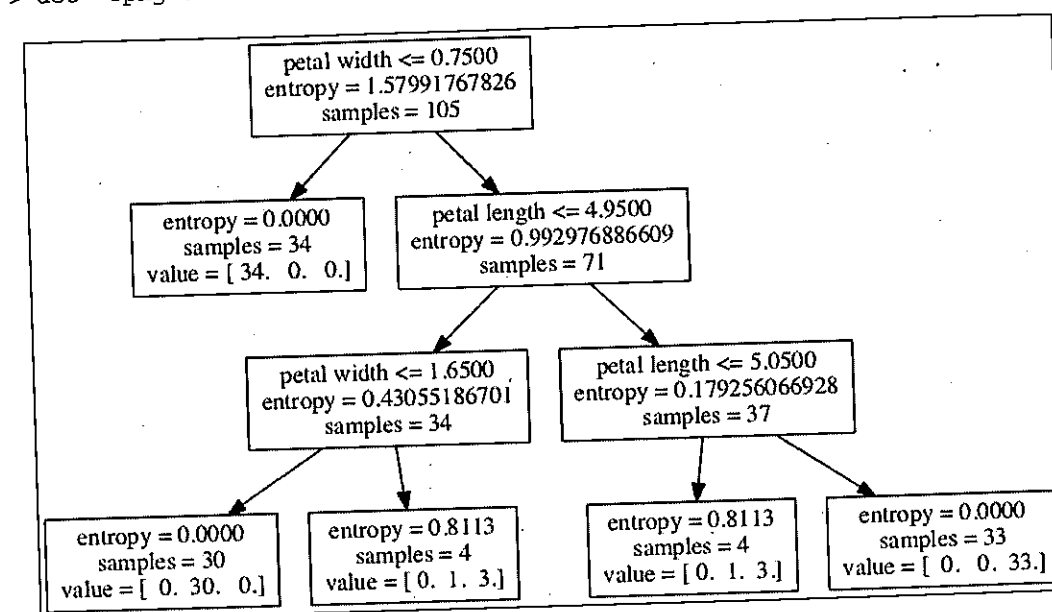 petal width <= 0.7500
entropy = 1.57991767826
samples = 105
entropy = 0.0000
samples = 34
value = [ 34. 0. 0.]
petal length <= 4.9500
entropy = 0.992976886609
samples = 71
petal width <= 1.6500
entropy = 0.43055186701
samples = 34
petal length <= 5.0500
entropy = 0.179256066928
samples = 37
entropy = 0.0000
samples = 30
value = [ 0. 30. 0.]
entropy = 0.8113
samples = 4
value = [ 0. 1. 3.]
entropy = 0.8113
samples = 4
value = [ 0. 1. 3.]
entropy = 0.0000
samples = 33
value = [ 0. 0. 33.]